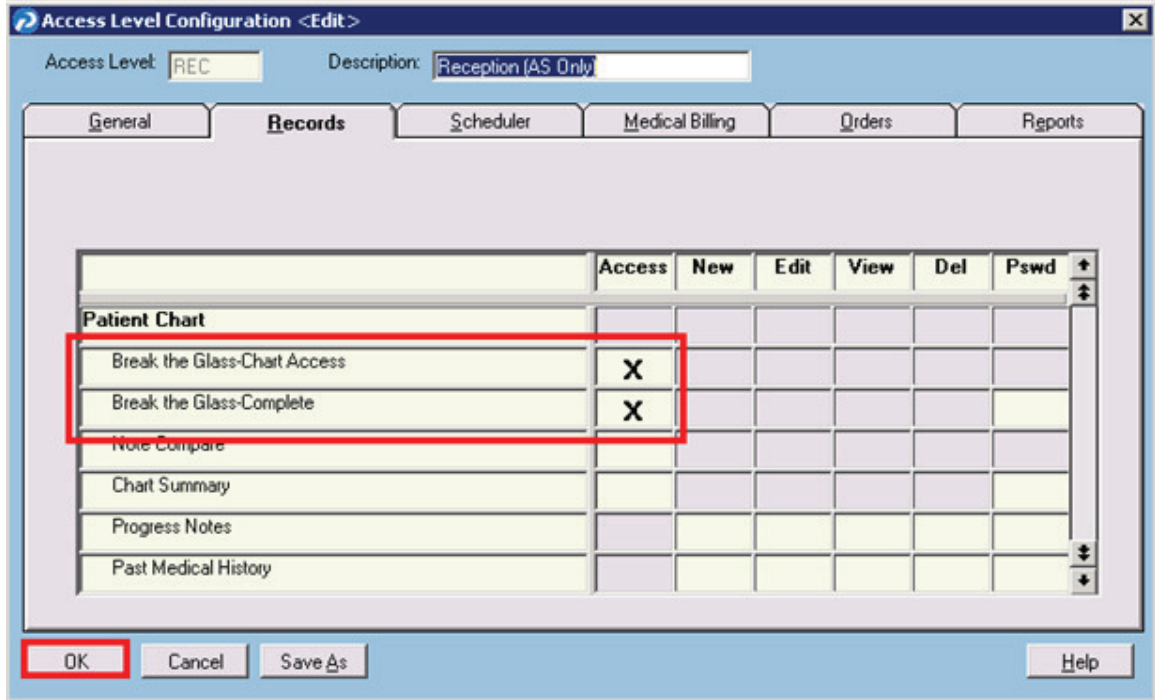 Access Level Configuration <Edit>
Access Level: REC Description: Reception (AS Only)
General Records Scheduler Medical Billing Orders Reports
Access New Edit View Del Pswd
Patient Chart
Break the Glass-Chart Access X
Break the Glass-Complete X
Note Compare
Chart Summary
Progress Notes
Past Medical History
OK Cancel Save As Help